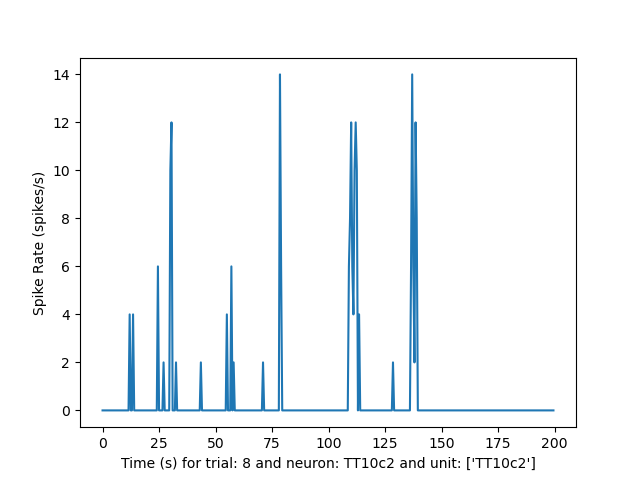 14
12
10
8
6
4
2
0
Spike Rate (spikes/s)
0 25 50 75 100 125 150 175 200
Time (s) for trial: 8 and neuron: TT10c2 and unit: ['TT10c2']